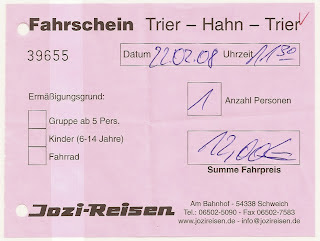 Fahrschein Trier – Hahn – Trier
39655 Datum 22.02.08 Uhrzeit 11 30
Ermäßigungsgrund: 1 Anzahl Personen
Gruppe ab 5 Pers.
Kinder (6-14 Jahre)
Fahrrad
12,00€
Summe Fahrpreis
Jozi-Reisen
Am Bahnhof - 54338 Schweich
Tel.: 06502-5090 - Fax 06502-7583
www.jozireisen.de - info@jozireisen.de